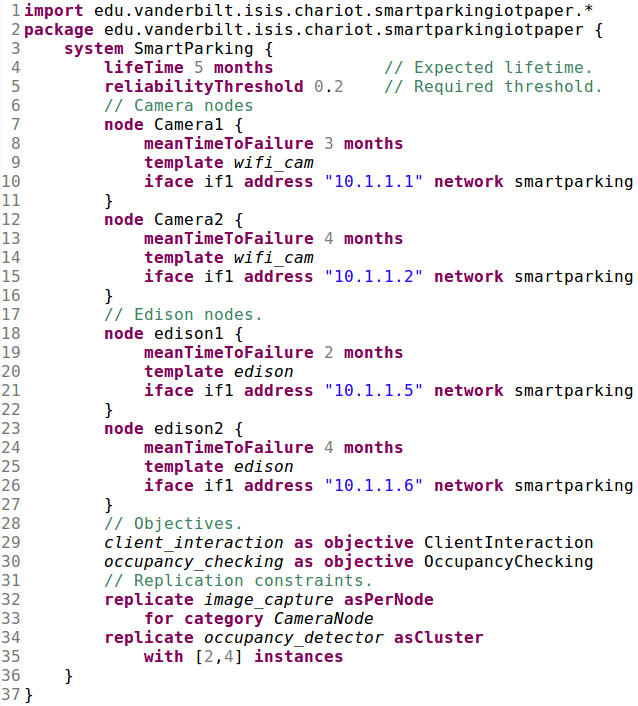 1 import edu.vanderbilt.isis.chariot.smartparkingiotpaper.*
2 package edu.vanderbilt.isis.chariot.smartparkingiotpaper {
3     system SmartParking {
4         lifeTime 5 months           // Expected lifetime.
5         reliabilityThreshold 0.2    // Required threshold.
6         // Camera nodes
7         node Camera1 {
8             meanTimeToFailure 3 months
9             template wifi_cam
10             iface if1 address "10.1.1.1" network smartparking
11         }
12         node Camera2 {
13             meanTimeToFailure 4 months
14             template wifi_cam
15             iface if1 address "10.1.1.2" network smartparking
16         }
17         // Edison nodes.
18         node edison1 {
19             meanTimeToFailure 2 months
20             template edison
21             iface if1 address "10.1.1.5" network smartparking
22         }
23         node edison2 {
24             meanTimeToFailure 4 months
25             template edison
26             iface if1 address "10.1.1.6" network smartparking
27         }
28         // Objectives.
29         client_interaction as objective ClientInteraction
30         occupancy_checking as objective OccupancyChecking
31         // Replication constraints.
32         replicate image_capture asPerNode
33             for category CameraNode
34         replicate occupancy_detector asCluster
35             with [2,4] instances
36     }
37 }